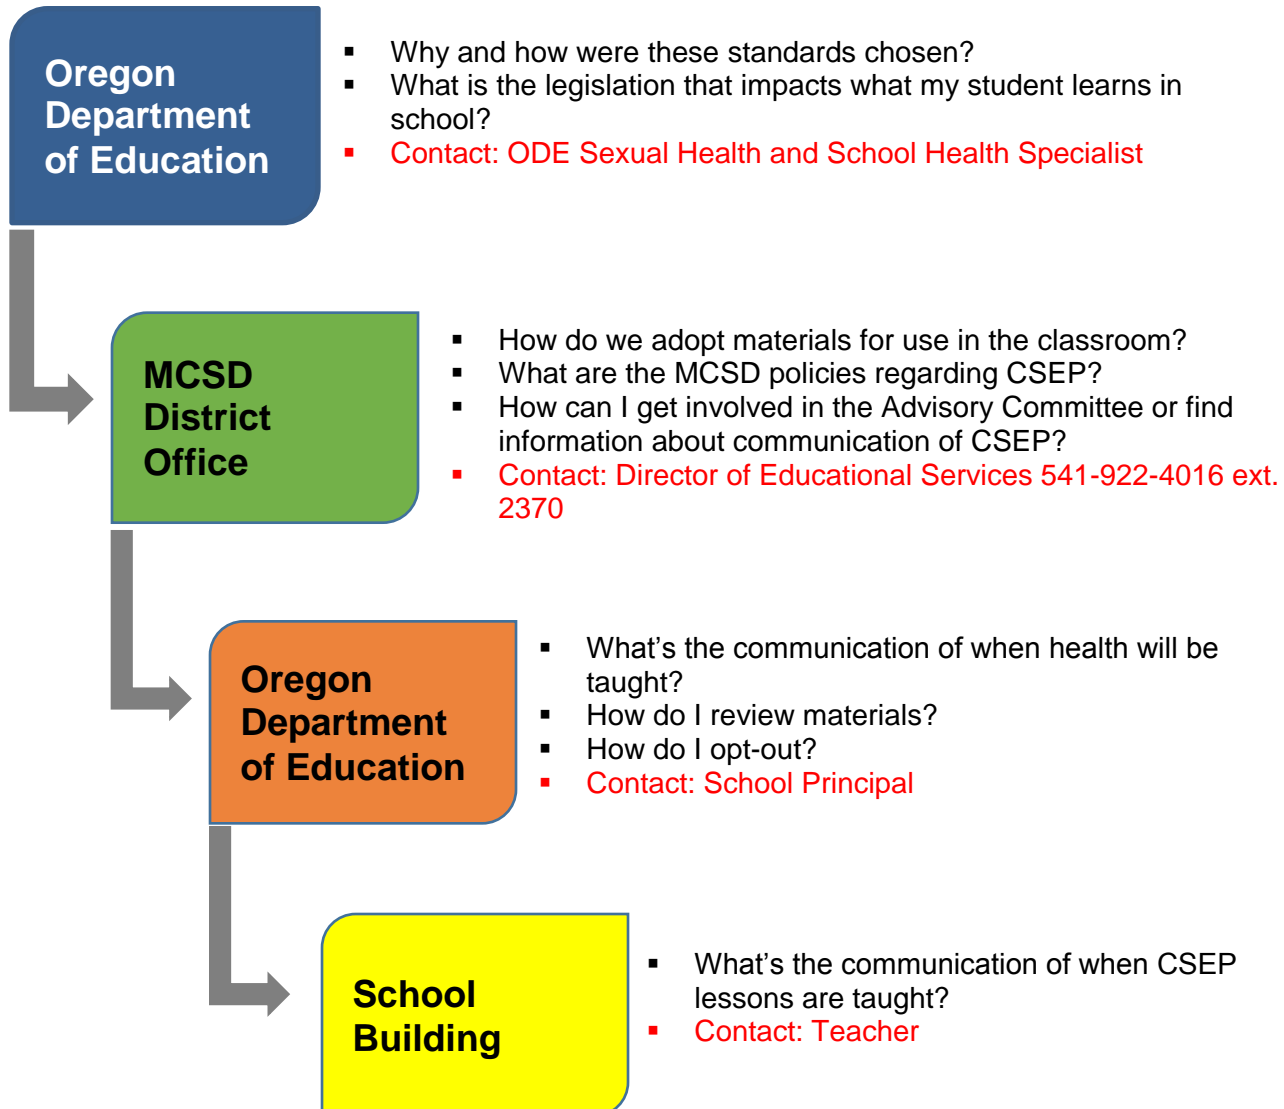 Oregon
Department
of Education
▪ Why and how were these standards chosen?
▪ What is the legislation that impacts what my student learns in
school?
▪ Contact: ODE Sexual Health and School Health Specialist
MCSD
District
Office
▪ How do we adopt materials for use in the classroom?
▪ What are the MCSD policies regarding CSEP?
▪ How can I get involved in the Advisory Committee or find
information about communication of CSEP?
▪ Contact: Director of Educational Services 541-922-4016 ext.
2370
Oregon
Department
of Education
▪ What’s the communication of when health will be
taught?
▪ How do I review materials?
▪ How do I opt-out?
▪ Contact: School Principal
School
Building
▪ What’s the communication of when CSEP
lessons are taught?
▪ Contact: Teacher